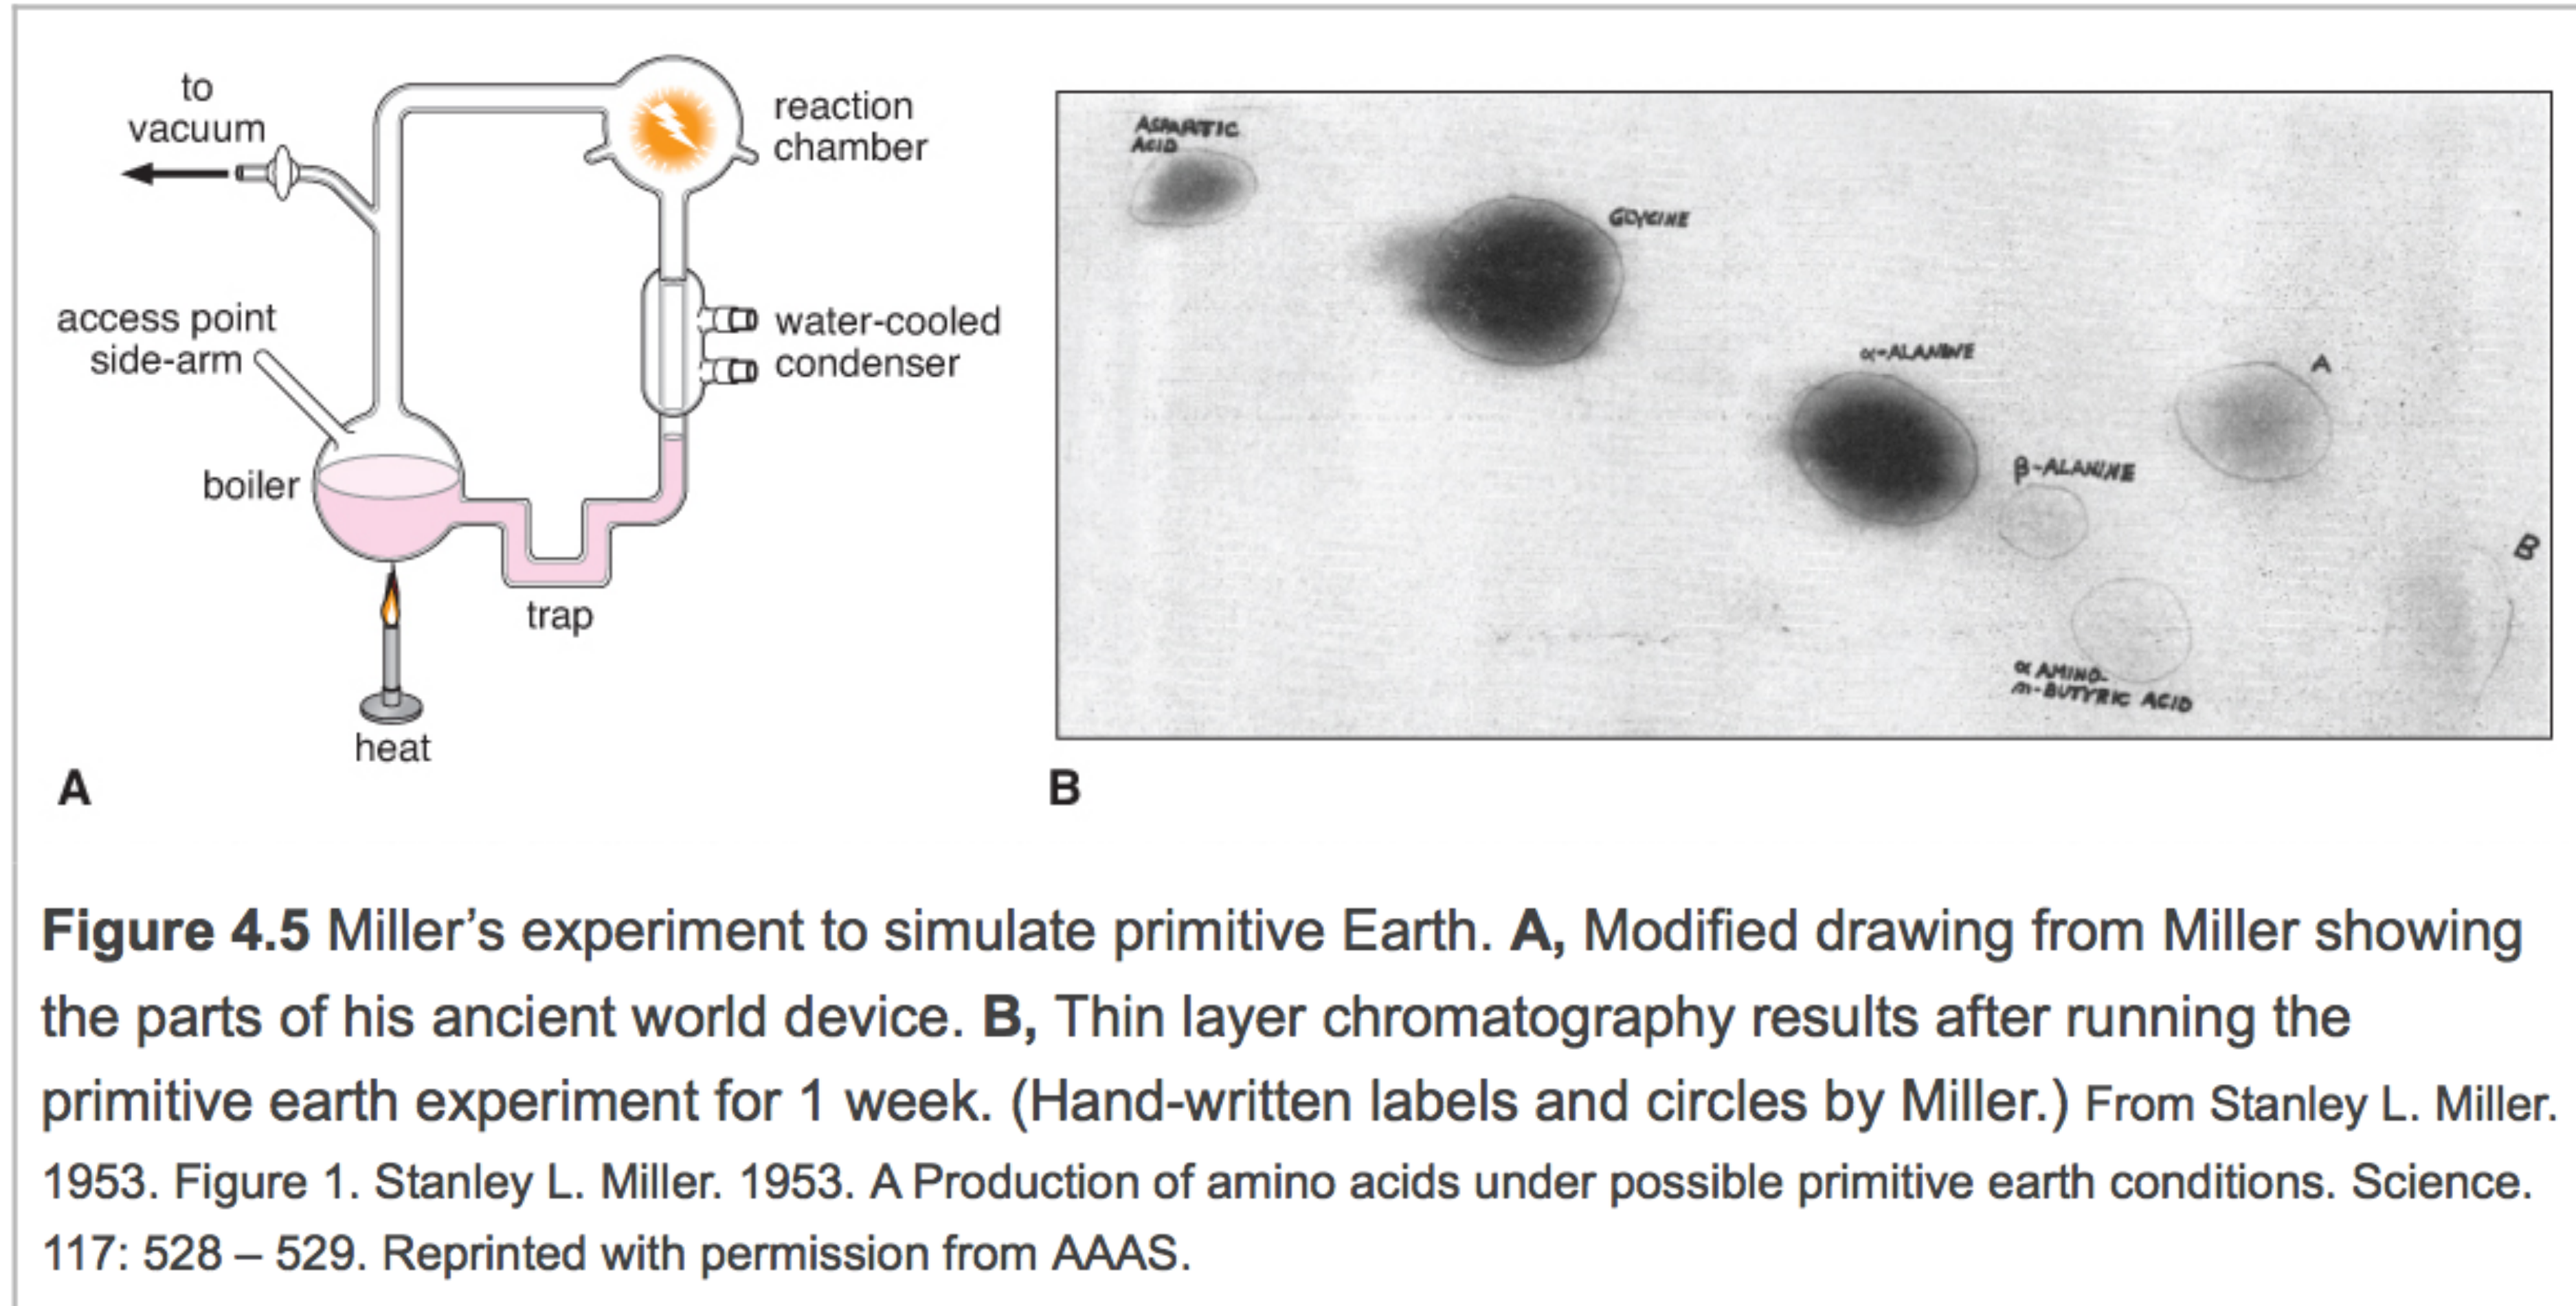 to
vacuum
reaction
chamber
access point
side-arm
water-cooled
condenser
boiler
trap
heat
A
ASPARTIC
ACID
GLYCINE
α-ALANINE
A
β-ALANINE
B
α AMINO-
n-BUTYRIC ACID
B
Figure 4.5 Miller’s experiment to simulate primitive Earth. A, Modified drawing from Miller showing
the parts of his ancient world device. B, Thin layer chromatography results after running the
primitive earth experiment for 1 week. (Hand-written labels and circles by Miller.) From Stanley L. Miller.
1953. Figure 1. Stanley L. Miller. 1953. A Production of amino acids under possible primitive earth conditions. Science.
117: 528 – 529. Reprinted with permission from AAAS.